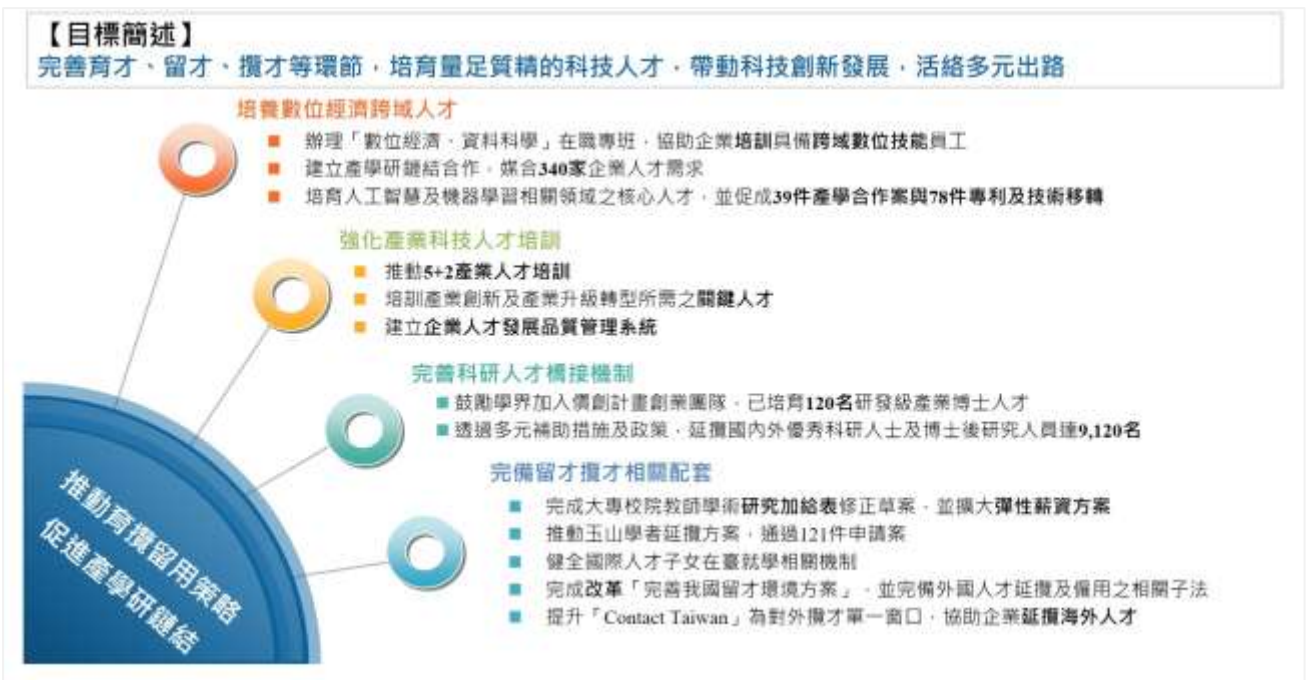 【目標簡述】
完善育才、留才、攬才等環節，培育量足質精的科技人才，帶動科技創新發展，活絡多元出路
培養數位經濟跨域人才
■ 辦理「數位經濟、資料科學」在職專班，協助企業培訓具備跨域數位技能員工
■ 建立產學研鏈結合作，媒合340家企業人才需求
■ 培育人工智慧及機器學習相關領域之核心人才，並促成39件產學合作案與78件專利及技術移轉
強化產業科技人才培訓
■ 推動5+2產業人才培訓
■ 培訓產業創新及產業升級轉型所需之關鍵人才
■ 建立企業人才發展品質管理系統
完善科研人才橋接機制
■ 鼓勵學界加入價創計畫創業團隊，已培育120名研發級產業博士人才
■ 透過多元補助措施及政策，延攬國內外優秀科研人士及博士後研究人員達9,120名
完備留才攬才相關配套
■ 完成大專校院教師學術研究加給表修正草案，並擴大彈性薪資方案
■ 推動玉山學者延攬方案，通過121件申請案
■ 健全國際人才子女在臺就學相關機制
■ 完成改革「完善我國留才環境方案」，並完備外國人才延攬及僱用之相關子法
■ 提升「Contact Taiwan」為對外攬才單一窗口，協助企業延攬海外人才
推動育攬留用策略
促進產學研鏈結